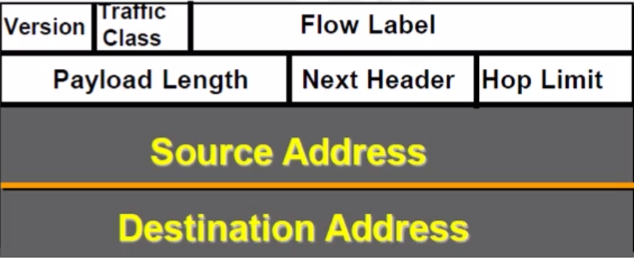 Version
Traffic
Class
Flow Label
Payload Length
Next Header
Hop Limit
Source Address
Destination Address